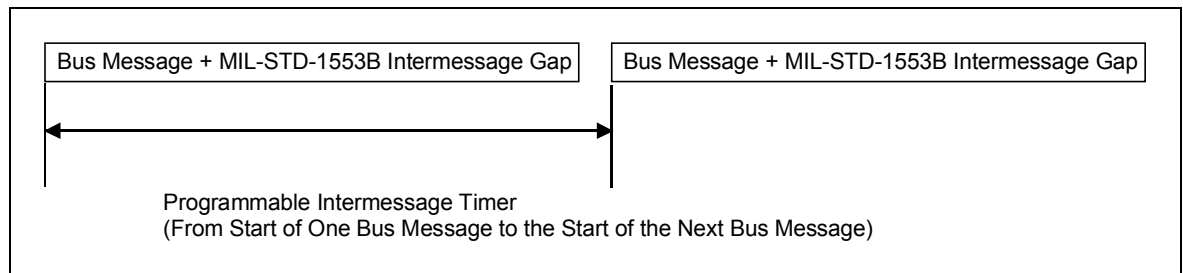 Bus Message + MIL-STD-1553B Intermessage Gap
Bus Message + MIL-STD-1553B Intermessage Gap
Programmable Intermessage Timer
(From Start of One Bus Message to the Start of the Next Bus Message)